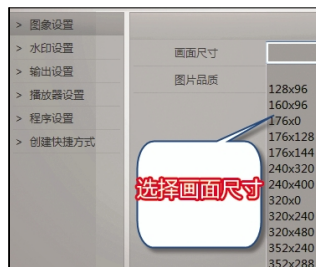 > 图象设置
> 水印设置
> 输出设置
> 播放器设置
> 程序设置
> 创建快捷方式
画面尺寸
图片品质
128x96
160x96
176x0
176x128
176x144
240x320
240x400
320x0
320x240
320x480
352x240
352x288
选择画面尺寸